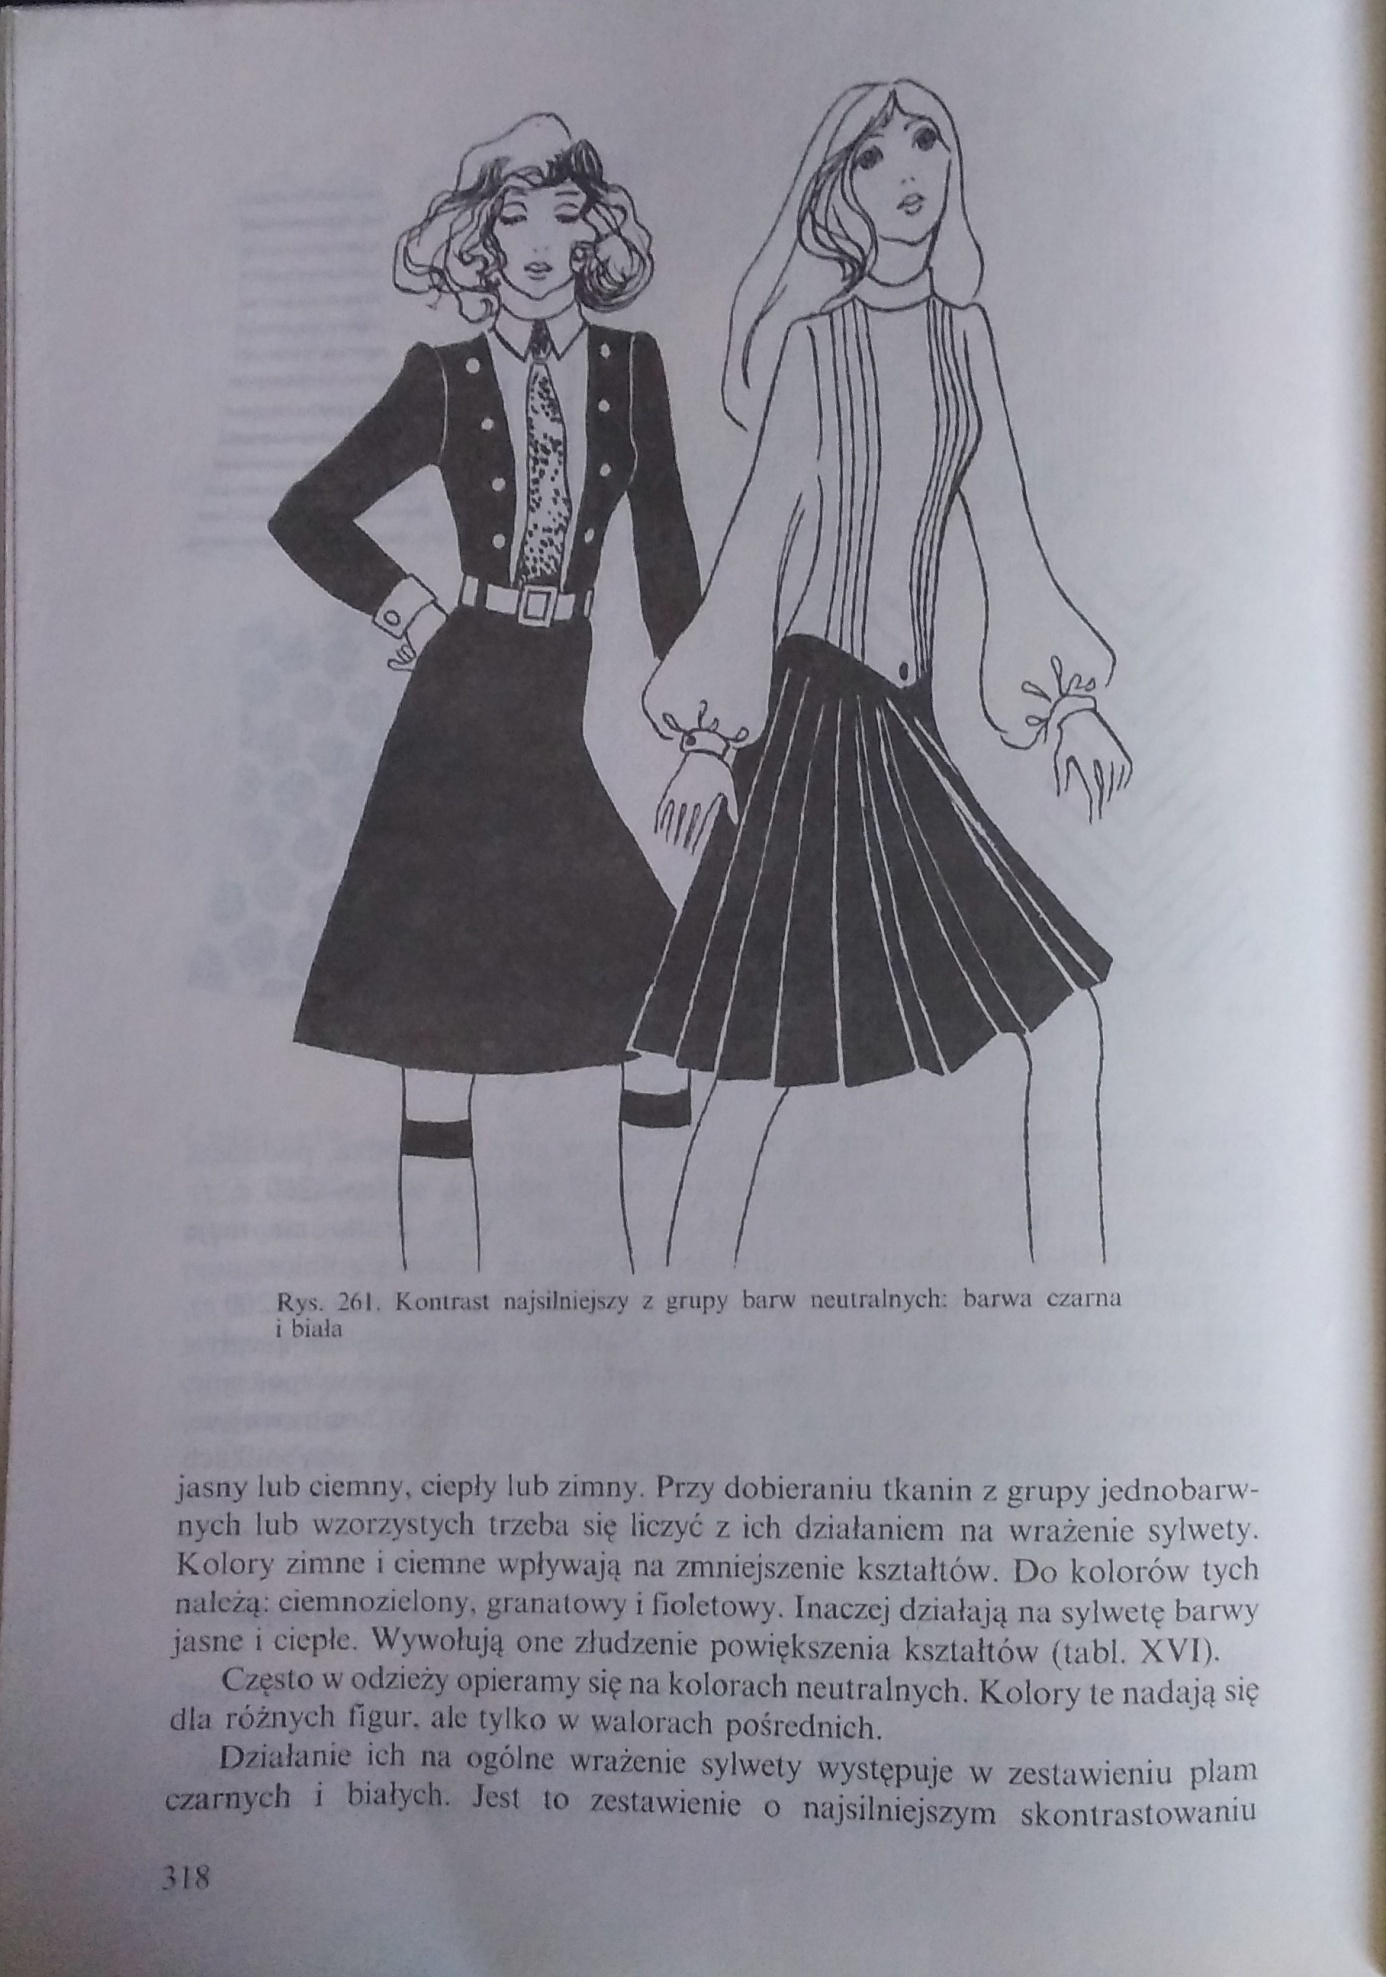 Rys. 261. Kontrast najsilniejszy z grupy barw neutralnych: barwa czarna
i biała
jasny lub ciemny, ciepły lub zimny. Przy dobieraniu tkanin z grupy jednobarw-
nych lub wzorzystych trzeba się liczyć z ich działaniem na wrażenie sylwety.
Kolory zimne i ciemne wpływają na zmniejszenie kształtów. Do kolorów tych
należą: ciemnozielony, granatowy i fioletowy. Inaczej działają na sylwetę barwy
jasne i ciepłe. Wywołują one złudzenie powiększenia kształtów (tabl. XVI).
Często w odzieży opieramy się na kolorach neutralnych. Kolory te nadają się
dla różnych figur, ale tylko w walorach pośrednich.
Działanie ich na ogólne wrażenie sylwety występuje w zestawieniu plam
czarnych i białych. Jest to zestawienie o najsilniejszym skontrastowaniu
318